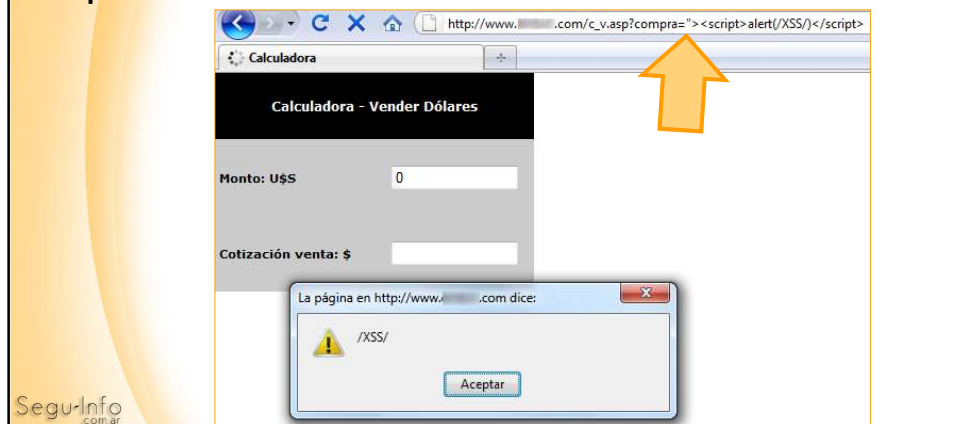 http://www. .com/c_v.asp?compra="><script>alert(/XSS/)</script>
Calculadora
Calculadora - Vender Dólares
Monto: U$S 0
Cotización venta: $
La página en http://www. .com dice:
/XSS/
Aceptar
Segu-Info
.com.ar